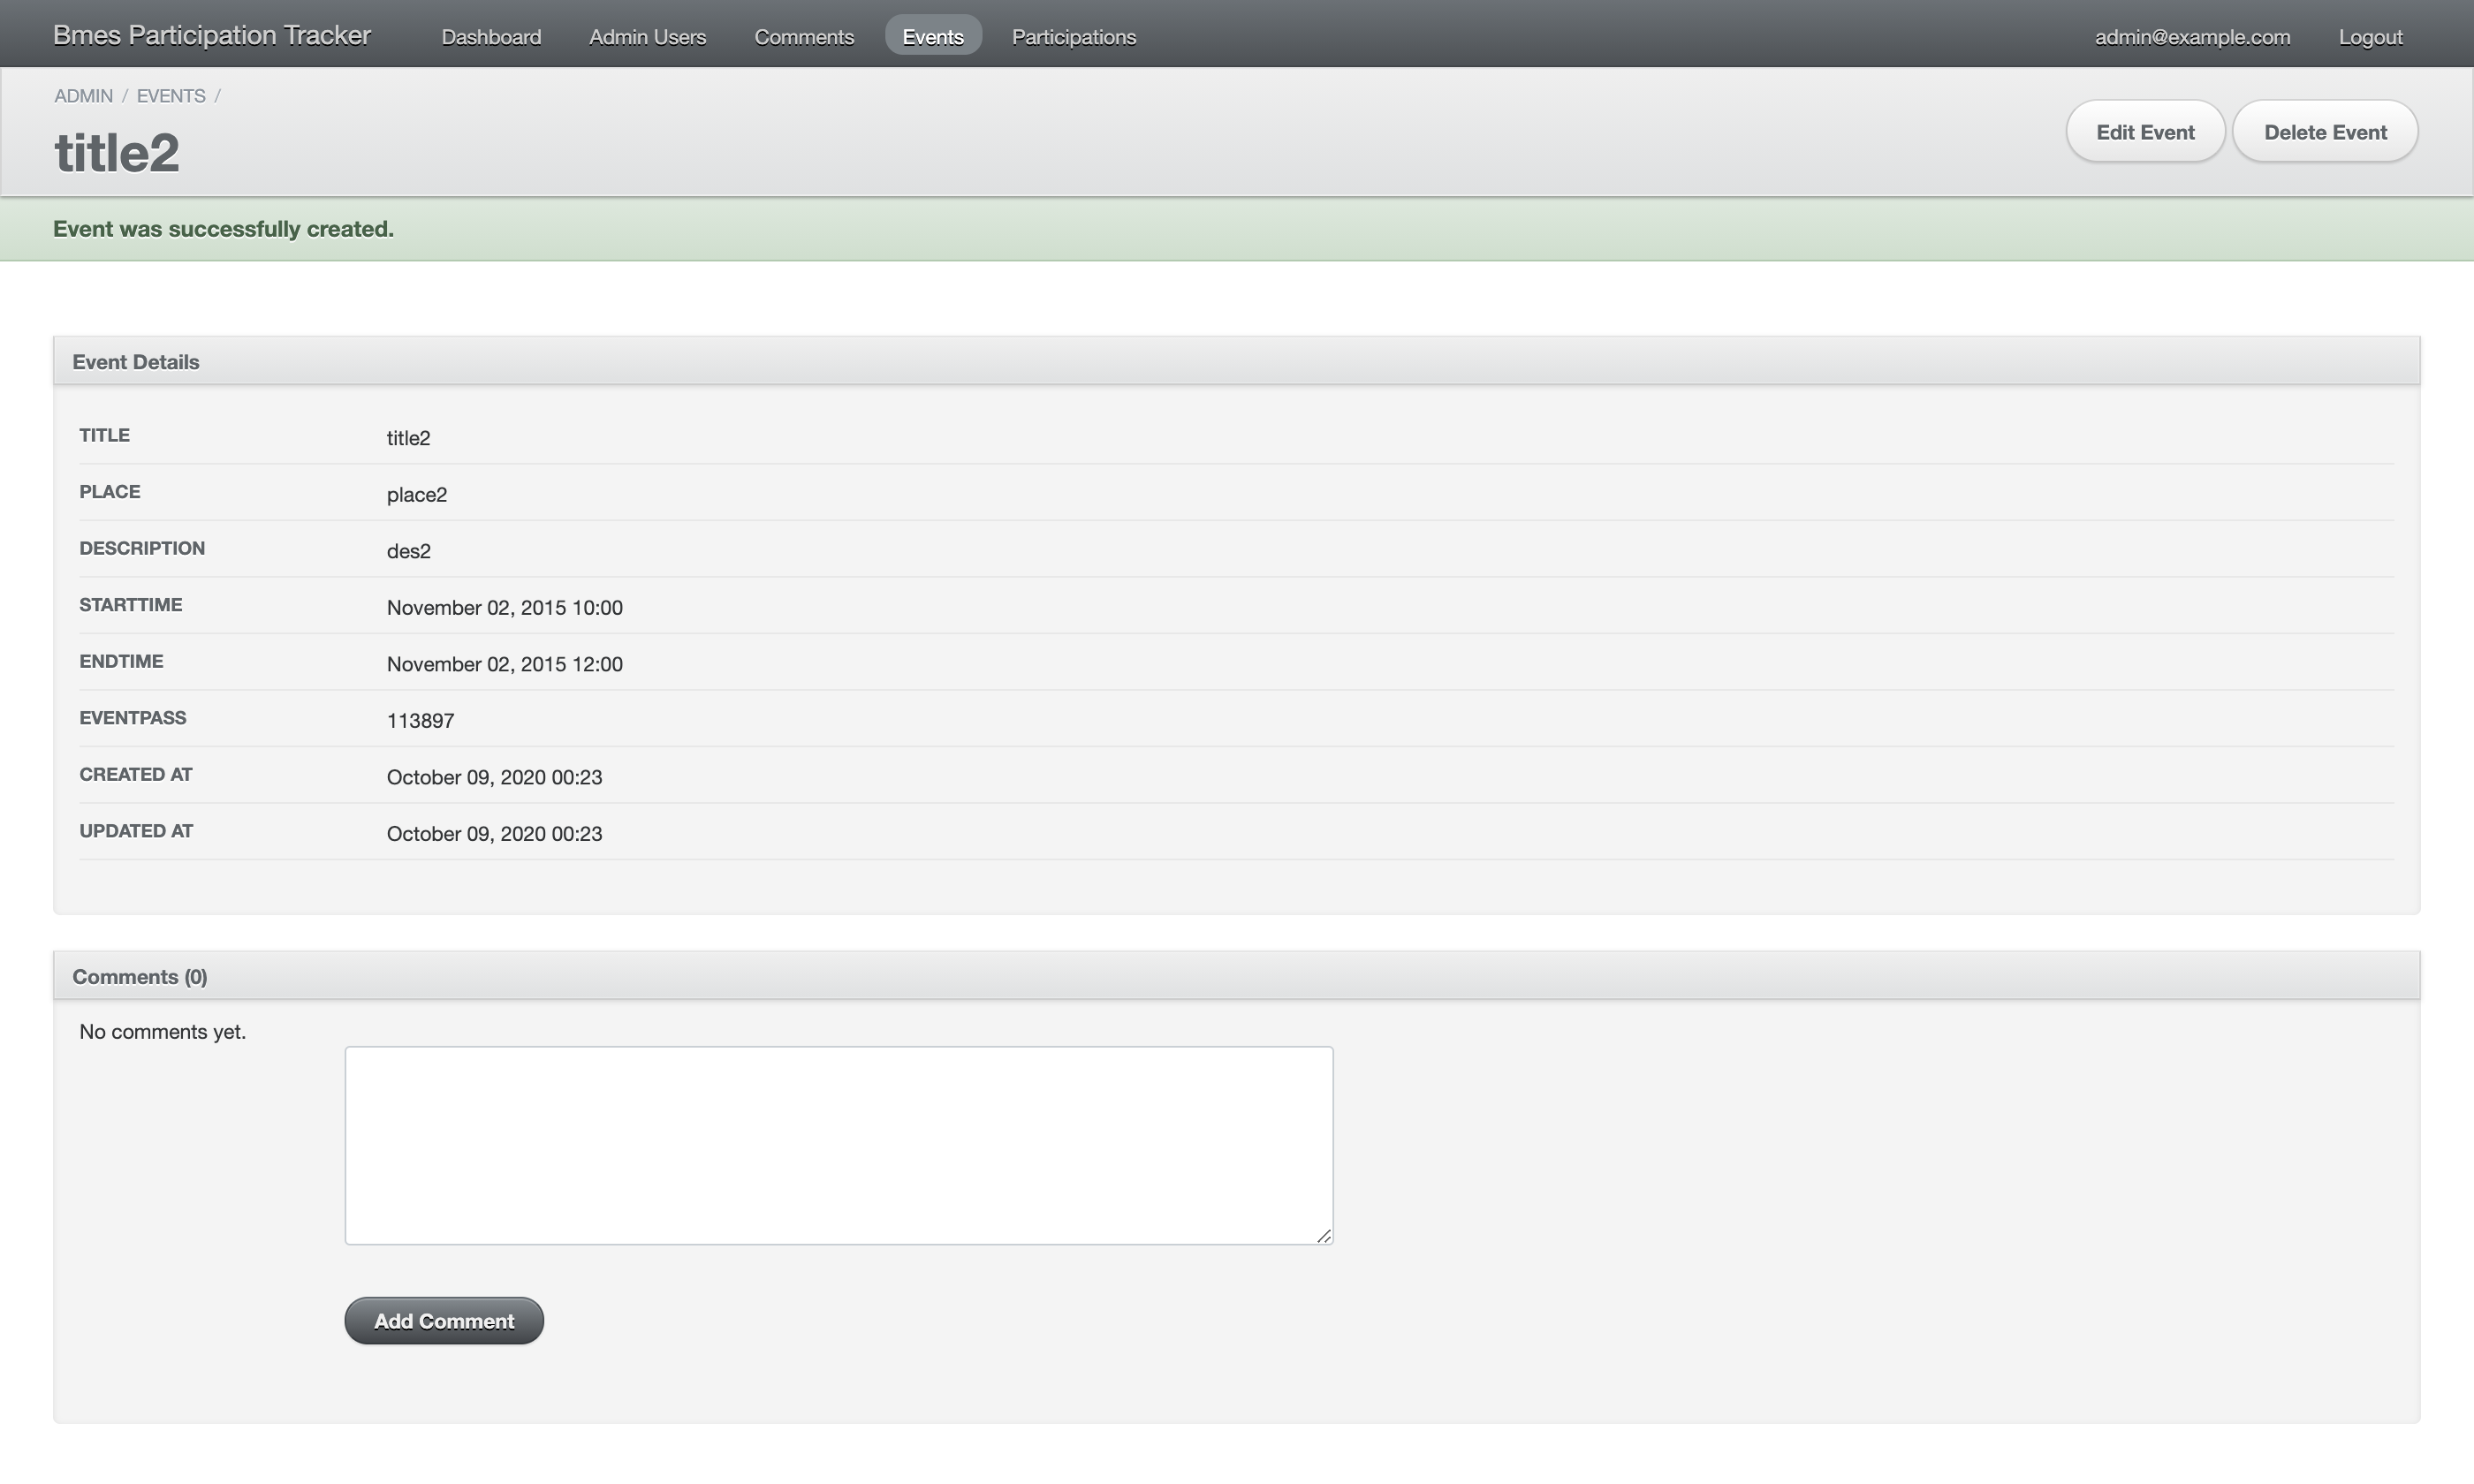 Bmes Participation Tracker Dashboard Admin Users Comments Events Participations admin@example.com Logout
ADMIN / EVENTS /
title2
Edit Event Delete Event
Event was successfully created.
Event Details
TITLE title2
PLACE place2
DESCRIPTION des2
STARTTIME November 02, 2015 10:00
ENDTIME November 02, 2015 12:00
EVENTPASS 113897
CREATED AT October 09, 2020 00:23
UPDATED AT October 09, 2020 00:23
Comments (0)
No comments yet.
Add Comment